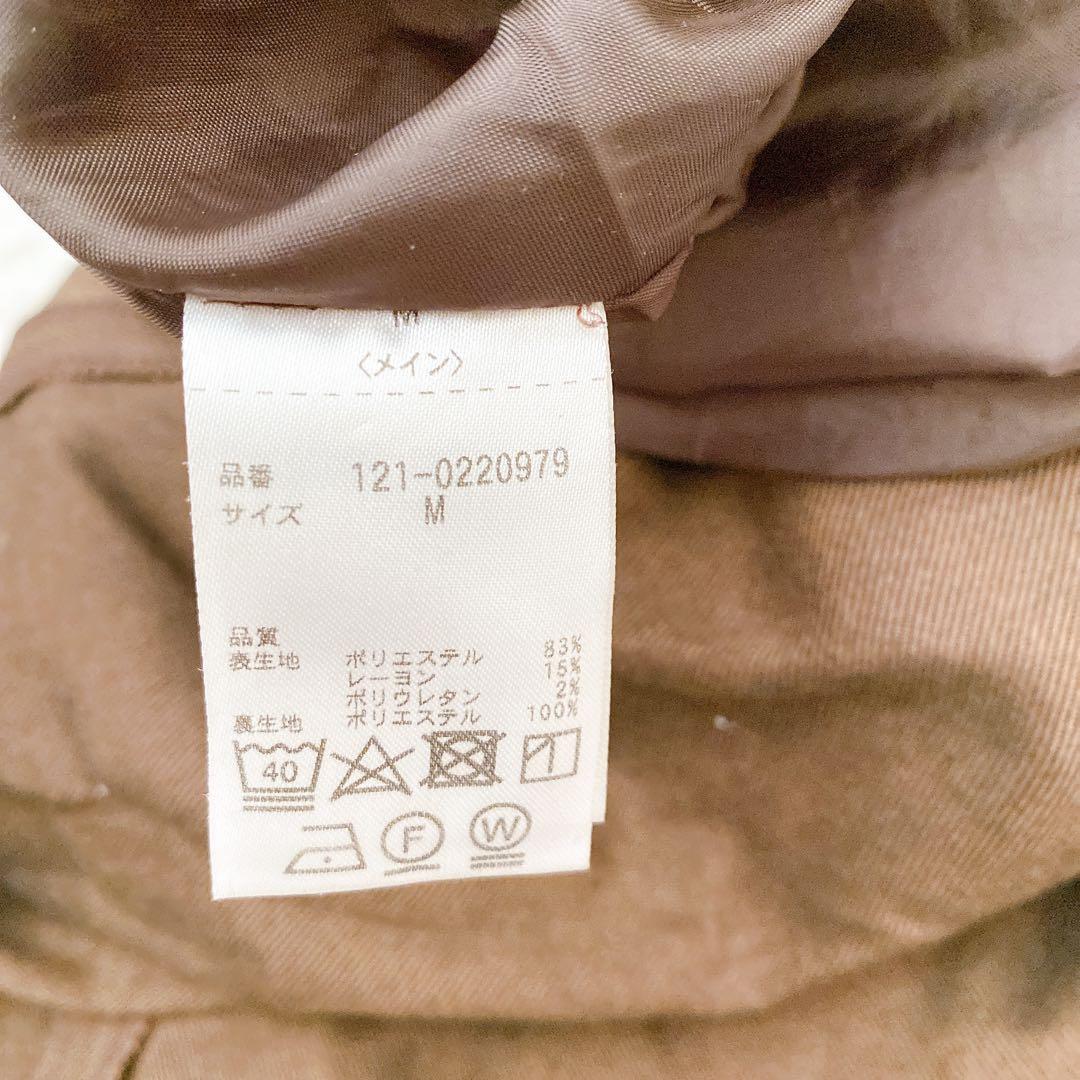 M
〈メイン〉
品番 121-0220979
サイズ M
品質
表生地 ポリエステル 83%
レーヨン 15%
ポリウレタン 2%
裏生地 ポリエステル 100%
40
F W